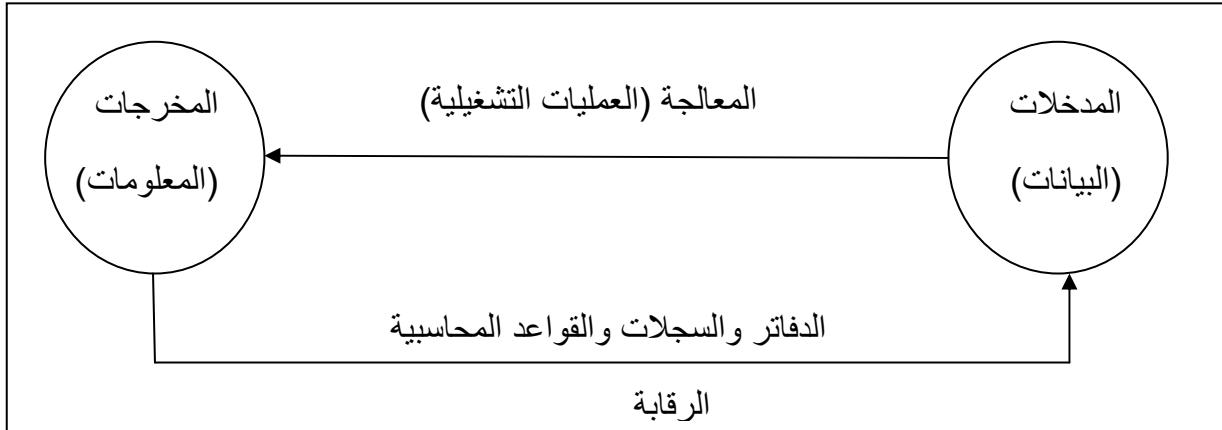 المدخلات
(البيانات)
المعالجة (العمليات التشغيلية)
المخرجات
(المعلومات)
الدفاتر والسجلات والقواعد المحاسبية
الرقابة